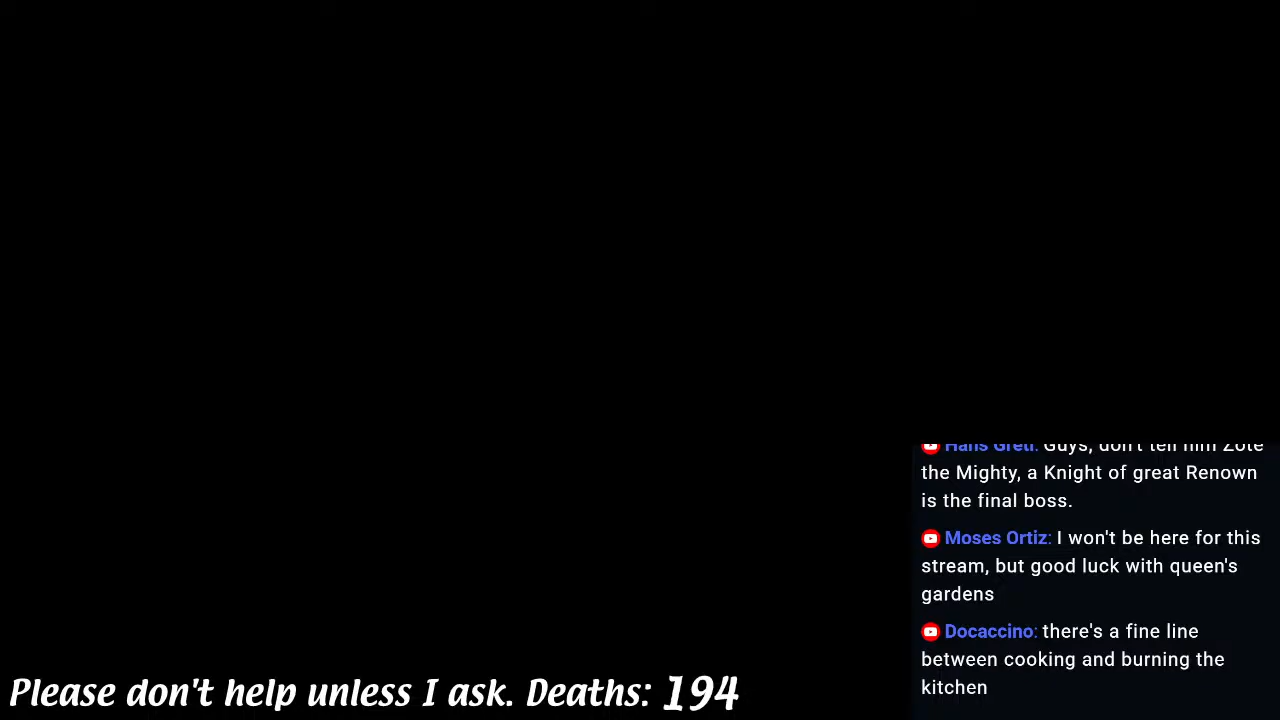 Hans Greti: Guys, don't tell him Zote
the Mighty, a Knight of great Renown
is the final boss.
Moses Ortiz: I won't be here for this
stream, but good luck with queen's
gardens
Docaccino: there's a fine line
between cooking and burning the
kitchen
Please don't help unless I ask. Deaths: 194